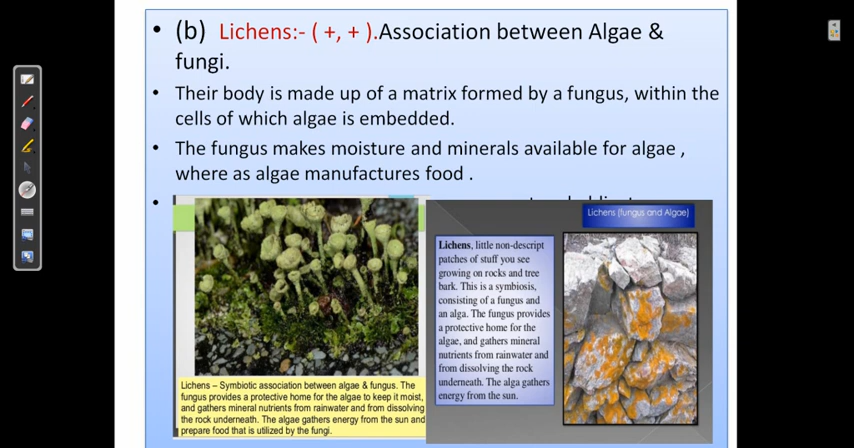 • (b) Lichens:- ( +, + ).Association between Algae &
fungi.
• Their body is made up of a matrix formed by a fungus, within the
cells of which algae is embedded.
• The fungus makes moisture and minerals available for algae ,
where as algae manufactures food .
•
Lichens – Symbiotic association between algae & fungus. The
fungus provides a protective home for the algae to keep it moist,
and gathers mineral nutrients from rainwater and from dissolving
the rock underneath. The algae gathers energy from the sun and
prepare food that is utilized by the fungi.
Lichens (fungus and Algae)
Lichens, little non-descript
patches of stuff you see
growing on rocks and tree
bark. This is a symbiosis,
consisting of a fungus and
an alga. The fungus provides
a protective home for the
algae, and gathers mineral
nutrients from rainwater and
from dissolving the rock
underneath. The alga gathers
energy from the sun.